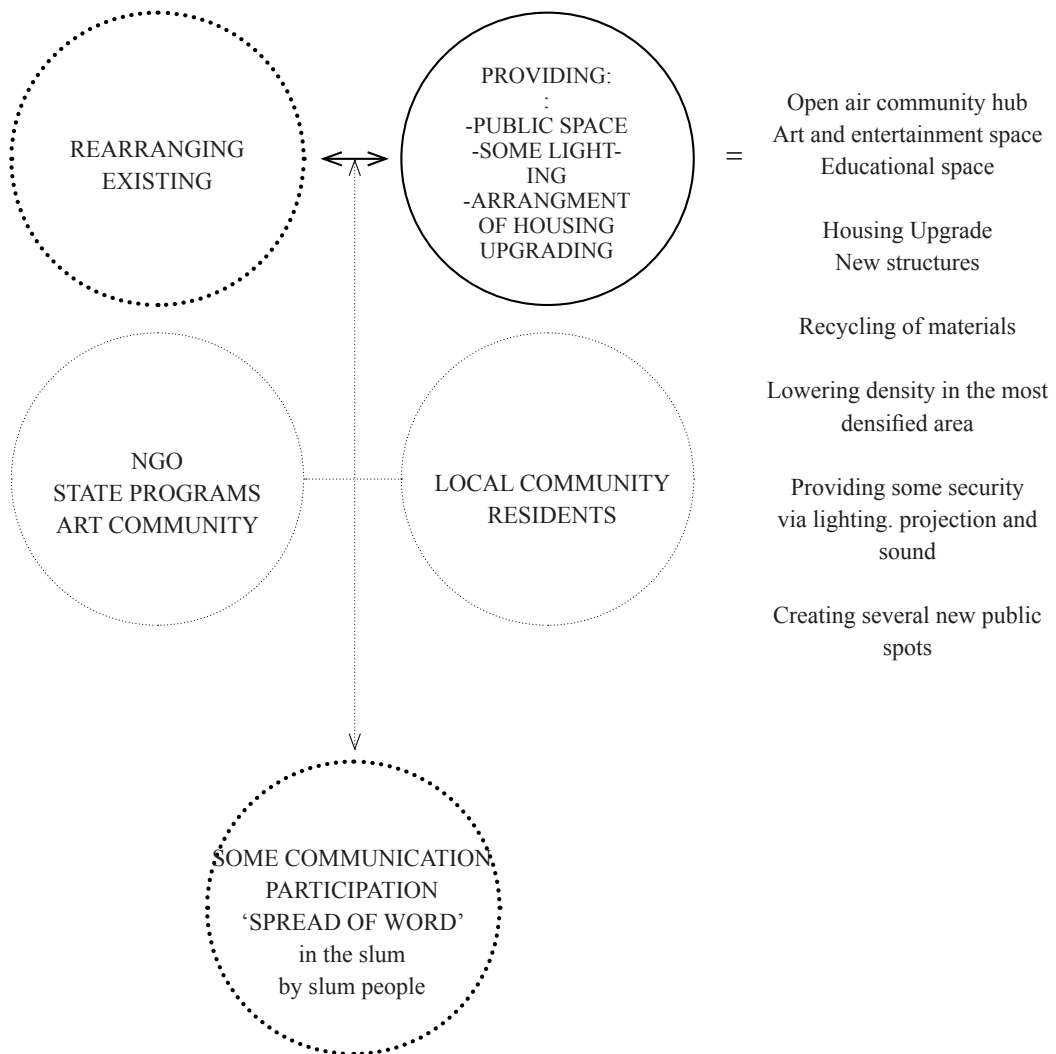 REARRANGING
EXISTING
PROVIDING:
:
-PUBLIC SPACE
-SOME LIGHT-
ING
-ARRANGMENT
OF HOUSING
UPGRADING
=
Open air community hub
Art and entertainment space
Educational space
Housing Upgrade
New structures
Recycling of materials
Lowering density in the most
densified area
Providing some security
via lighting. projection and
sound
Creating several new public
spots
NGO
STATE PROGRAMS
ART COMMUNITY
LOCAL COMMUNITY
RESIDENTS
SOME COMMUNICATION
PARTICIPATION
‘SPREAD OF WORD’
in the slum
by slum people